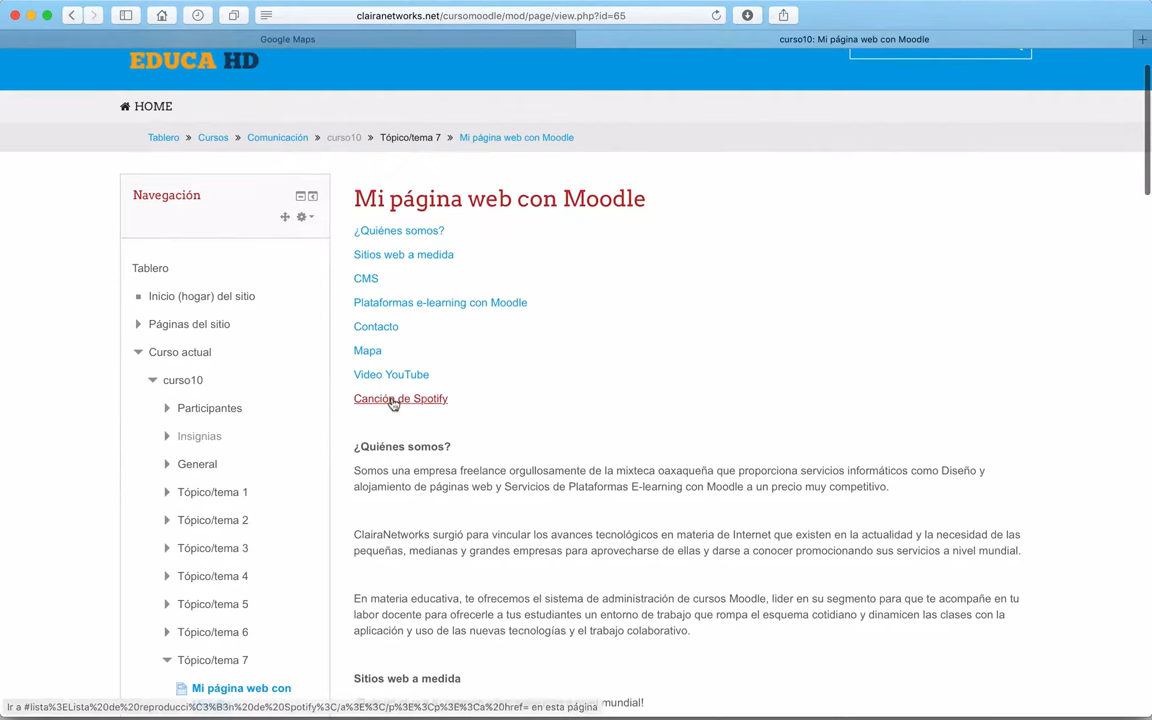 clairanetworks.net/cursomoodle/mod/page/view.php?id=65
Google Maps
curso10: Mi página web con Moodle
EDUCA HD
HOME
Tablero » Cursos » Comunicación » curso10 » Tópico/tema 7 » Mi página web con Moodle
Navegación
Tablero
Inicio (hogar) del sitio
Páginas del sitio
Curso actual
curso10
Participantes
Insignias
General
Tópico/tema 1
Tópico/tema 2
Tópico/tema 3
Tópico/tema 4
Tópico/tema 5
Tópico/tema 6
Tópico/tema 7
Mi página web con
Mi página web con Moodle
¿Quiénes somos?
Sitios web a medida
CMS
Plataformas e-learning con Moodle
Contacto
Mapa
Video YouTube
Canción de Spotify
¿Quiénes somos?
Somos una empresa freelance orgullosamente de la mixteca oaxaqueña que proporciona servicios informáticos como Diseño y
alojamiento de páginas web y Servicios de Plataformas E-learning con Moodle a un precio muy competitivo.
ClairaNetworks surgió para vincular los avances tecnológicos en materia de Internet que existen en la actualidad y la necesidad de las
pequeñas, medianas y grandes empresas para aprovecharse de ellas y darse a conocer promocionando sus servicios a nivel mundial.
En materia educativa, te ofrecemos el sistema de administración de cursos Moodle, lider en su segmento para que te acompañe en tu
labor docente para ofrecerle a tus estudiantes un entorno de trabajo que rompa el esquema cotidiano y dinamicen las clases con la
aplicación y uso de las nuevas tecnologías y el trabajo colaborativo.
Sitios web a medida
mundial!
Ir a #lista%3ELista%20de%20reproducci%C3%B3n%20de%20Spotify%3C/a%3E%3C/p%3E%3Cp%3E%3Ca%20href= en esta página